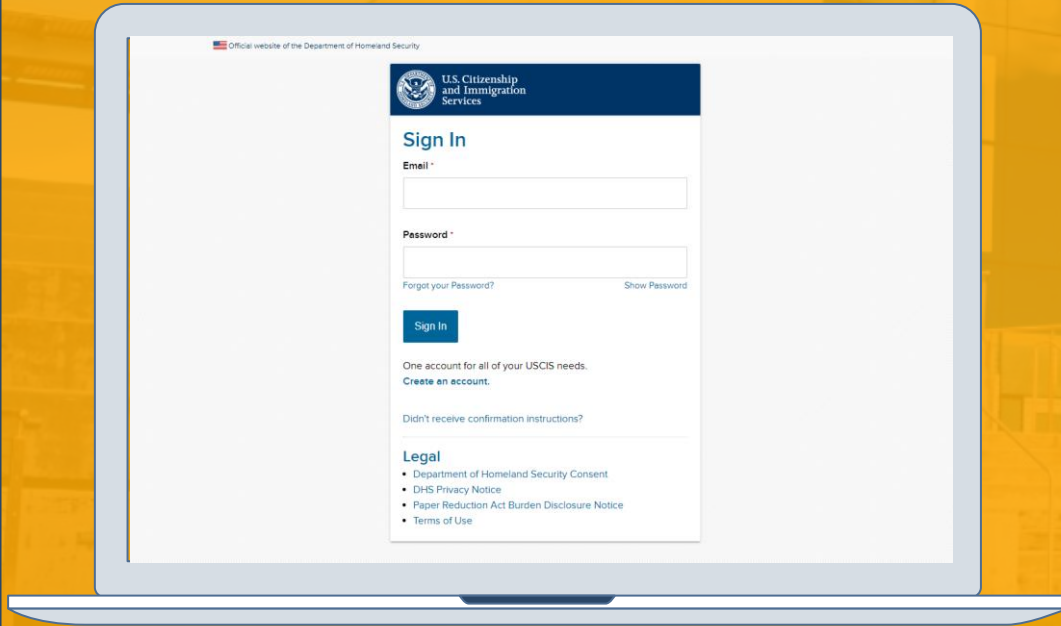 Official website of the Department of Homeland Security
U.S. Citizenship
and Immigration
Services
Sign In
Email *
Password *
Forgot your Password? Show Password
Sign In
One account for all of your USCIS needs.
Create an account.
Didn't receive confirmation instructions?
Legal
• Department of Homeland Security Consent
• DHS Privacy Notice
• Paper Reduction Act Burden Disclosure Notice
• Terms of Use